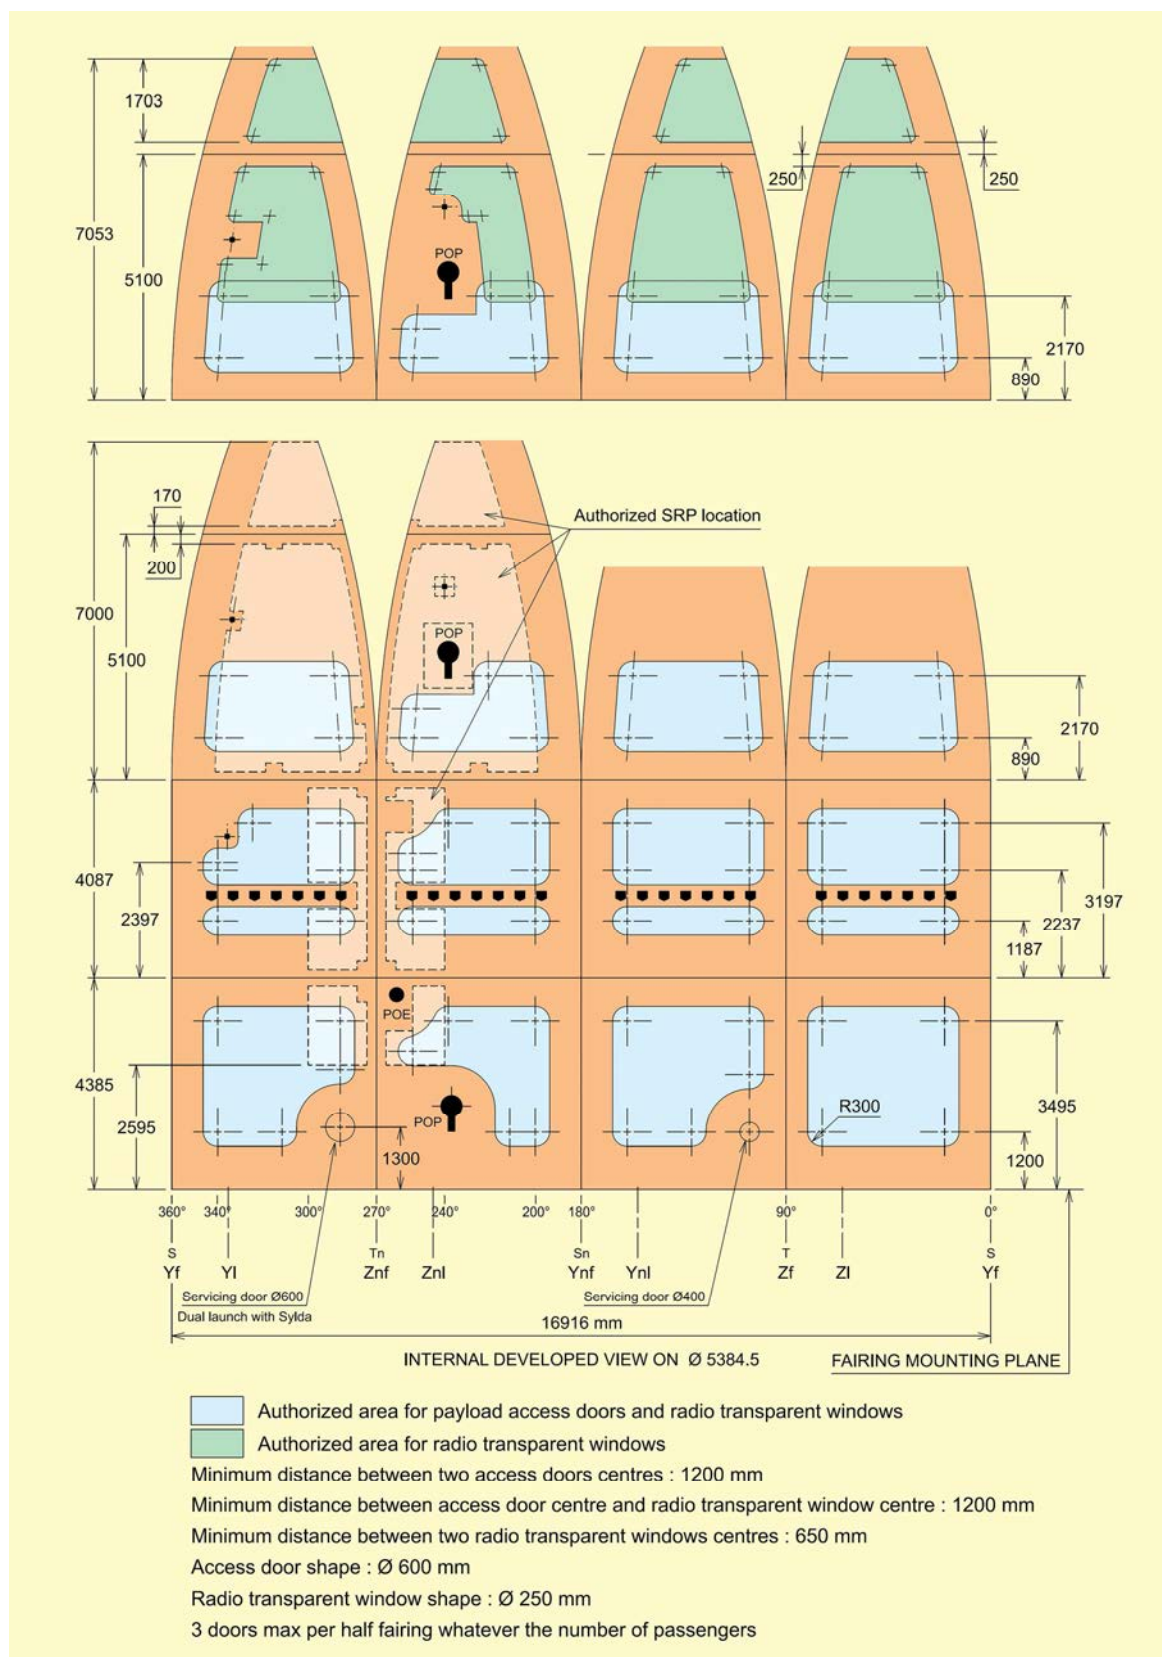 1703
7053
5100
POP
250
250
2170
890
170
200
7000
5100
Authorized SRP location
POP
2170
890
4087
2397
3197
2237
1187
4385
2595
POE
POP
1300
R300
3495
1200
360° 340° 300° 270° 240° 200° 180° 90° 0°
S Tn Sn T S
Yf Yl Znf Znl Ynf Ynl Zf Zl Yf
Servicing door Ø600
Dual launch with Sylda
Servicing door Ø400
16916 mm
INTERNAL DEVELOPED VIEW ON Ø 5384.5
FAIRING MOUNTING PLANE
Authorized area for payload access doors and radio transparent windows
Authorized area for radio transparent windows
Minimum distance between two access doors centres : 1200 mm
Minimum distance between access door centre and radio transparent window centre : 1200 mm
Minimum distance between two radio transparent windows centres : 650 mm
Access door shape : Ø 600 mm
Radio transparent window shape : Ø 250 mm
3 doors max per half fairing whatever the number of passengers